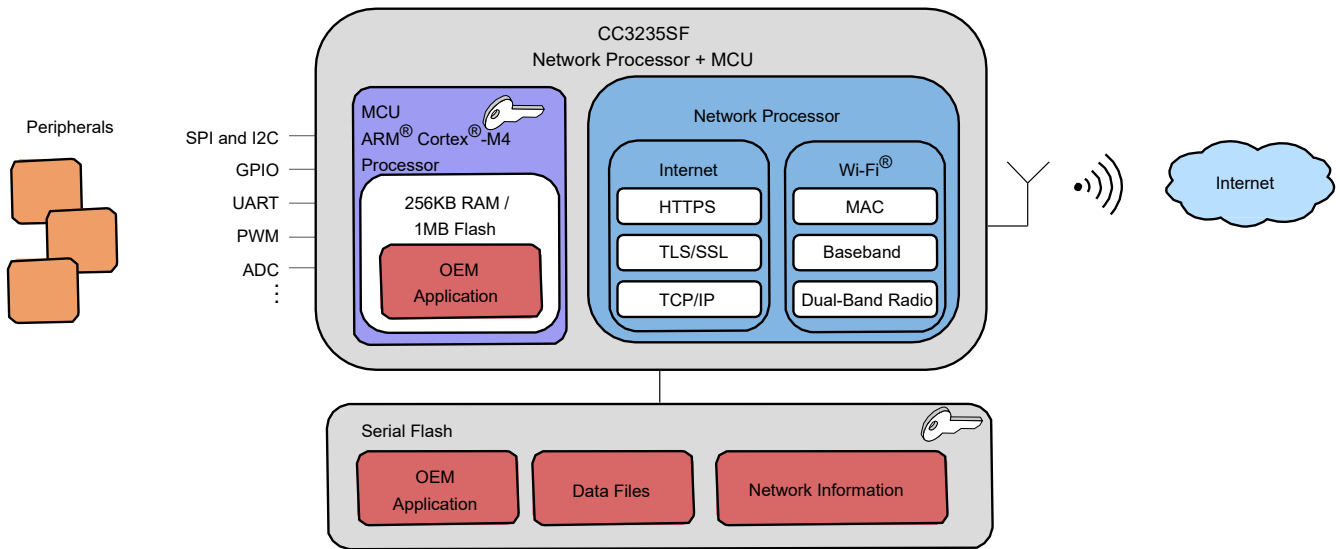 CC3235SF
Network Processor + MCU
Peripherals
SPI and I2C
GPIO
UART
PWM
ADC
⋮
MCU
ARM® Cortex®-M4
Processor
256KB RAM /
1MB Flash
OEM
Application
Network Processor
Internet
HTTPS
TLS/SSL
TCP/IP
Wi-Fi®
MAC
Baseband
Dual-Band Radio
Internet
Serial Flash
OEM
Application
Data Files
Network Information